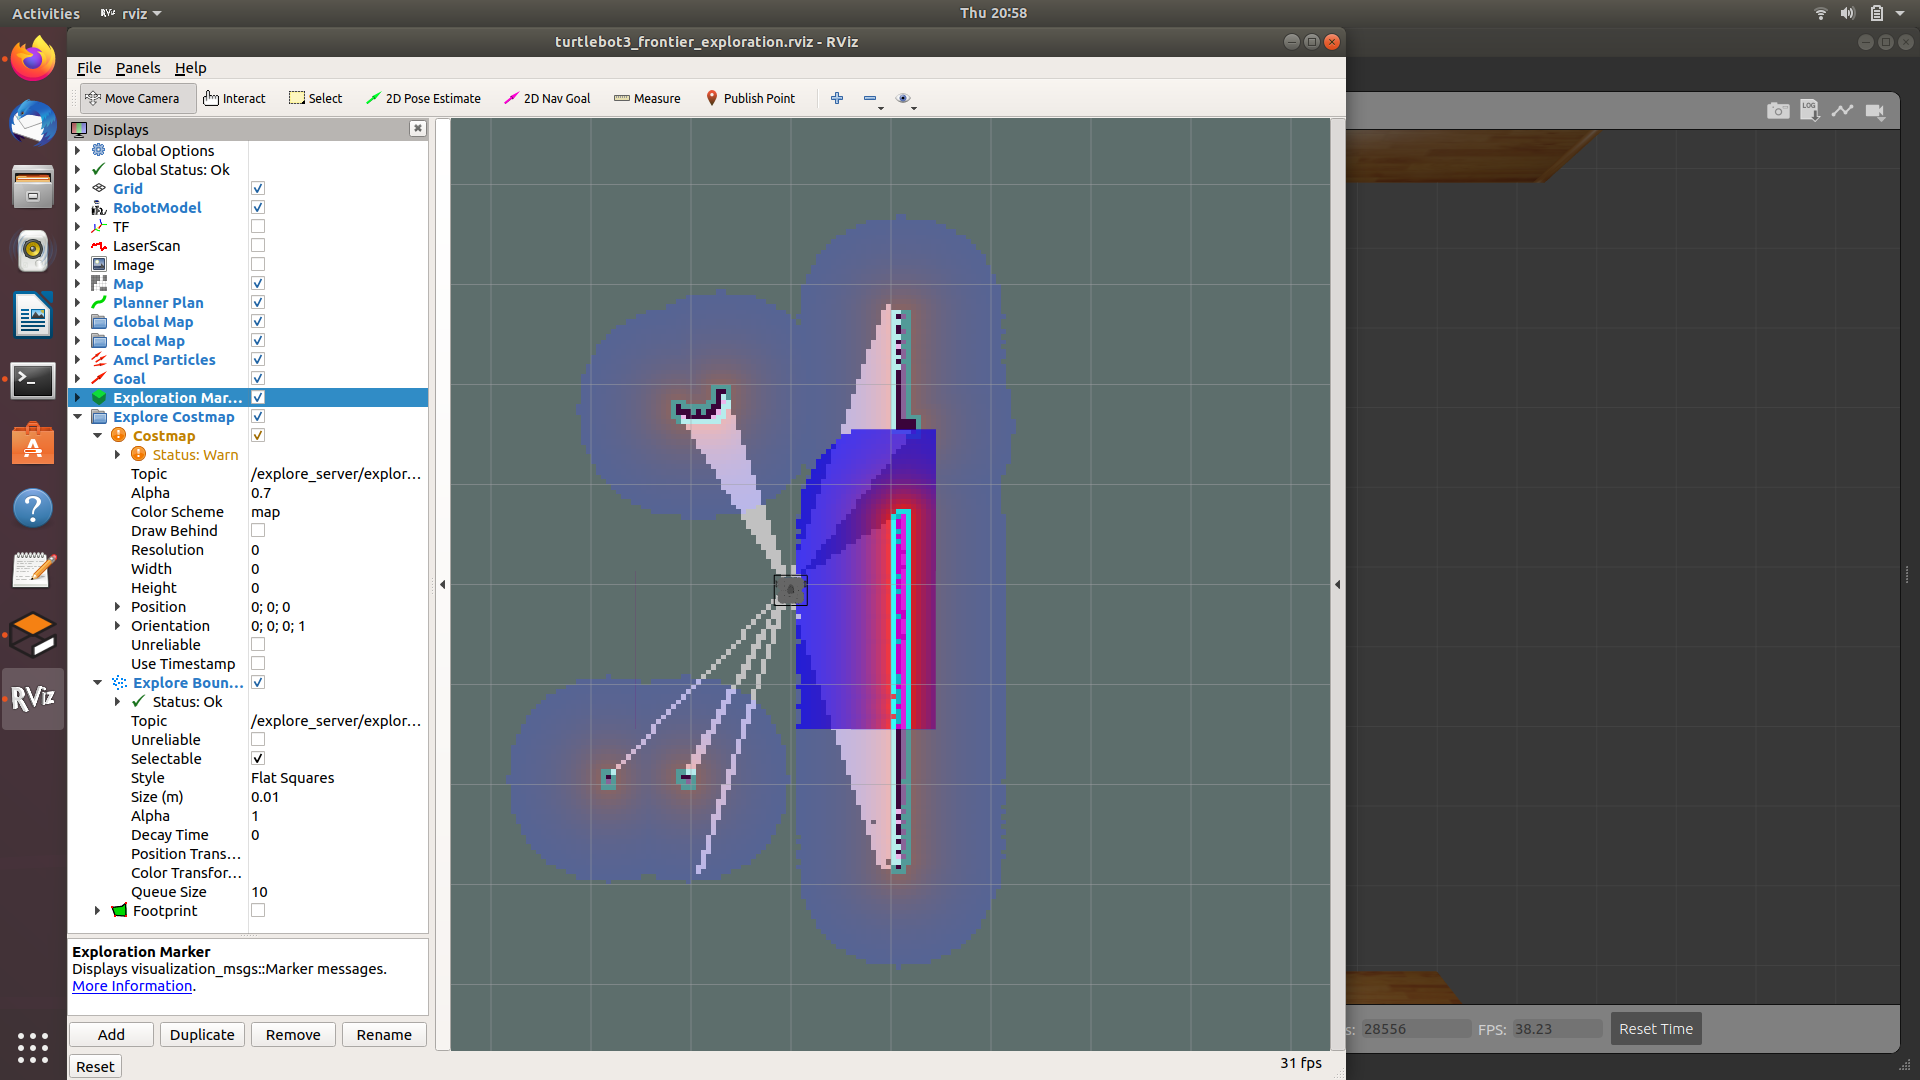 Activities
rviz
Thu 20:58
turtlebot3_frontier_exploration.rviz - RViz
File Panels Help
Move Camera Interact Select 2D Pose Estimate 2D Nav Goal Measure Publish Point
Displays
Global Options
Global Status: Ok
Grid
RobotModel
TF
LaserScan
Image
Map
Planner Plan
Global Map
Local Map
Amcl Particles
Goal
Exploration Mar...
Explore Costmap
Costmap
Status: Warn
Topic /explore_server/explor...
Alpha 0.7
Color Scheme map
Draw Behind
Resolution 0
Width 0
Height 0
Position 0; 0; 0
Orientation 0; 0; 0; 1
Unreliable
Use Timestamp
Explore Boun...
Status: Ok
Topic /explore_server/explor...
Unreliable
Selectable
Style Flat Squares
Size (m) 0.01
Alpha 1
Decay Time 0
Position Trans...
Color Transfor...
Queue Size 10
Footprint
Exploration Marker
Displays visualization_msgs::Marker messages.
More Information.
Add Duplicate Remove Rename
Reset
31 fps
RViz
LOG
s: 28556 FPS: 38.23 Reset Time